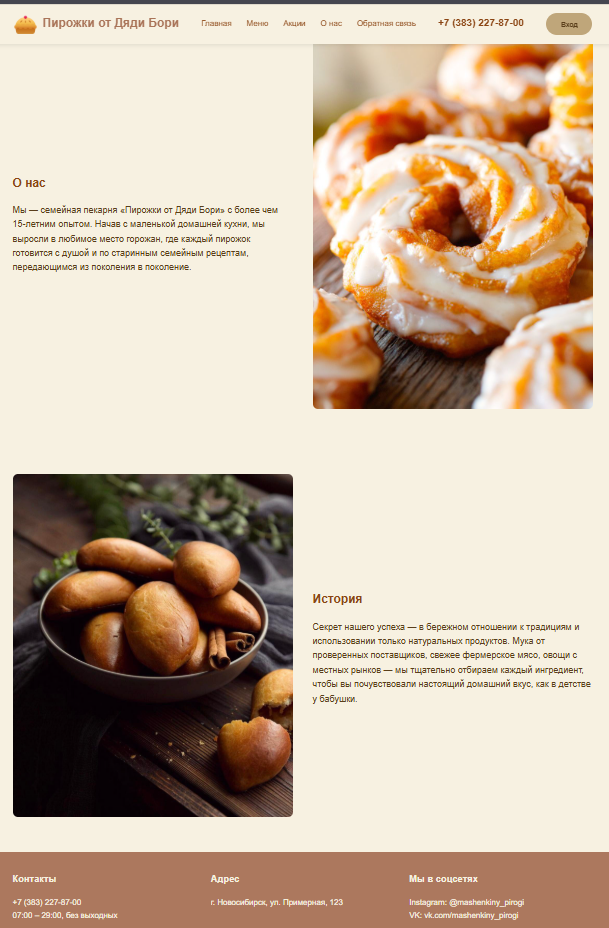 Пирожки от Дяди Бори
Главная Меню Акции О нас Обратная связь +7 (383) 227-87-00 Вход
О нас
Мы — семейная пекарня «Пирожки от Дяди Бори» с более чем
15-летним опытом. Начав с маленькой домашней кухни, мы
выросли в любимое место горожан, где каждый пирожок
готовится с душой и по старинным семейным рецептам,
передающимся из поколения в поколение.
История
Секрет нашего успеха — в бережном отношении к традициям и
использовании только натуральных продуктов. Мука от
проверенных поставщиков, свежее фермерское мясо, овощи с
местных рынков — мы тщательно отбираем каждый ингредиент,
чтобы вы почувствовали настоящий домашний вкус, как в детстве
у бабушки.
Контакты
+7 (383) 227-87-00
07:00 – 29:00, без выходных
Адрес
г. Новосибирск, ул. Примерная, 123
Мы в соцсетях
Instagram: @mashenkiny_pirogi
VK: vk.com/mashenkiny_pirogi